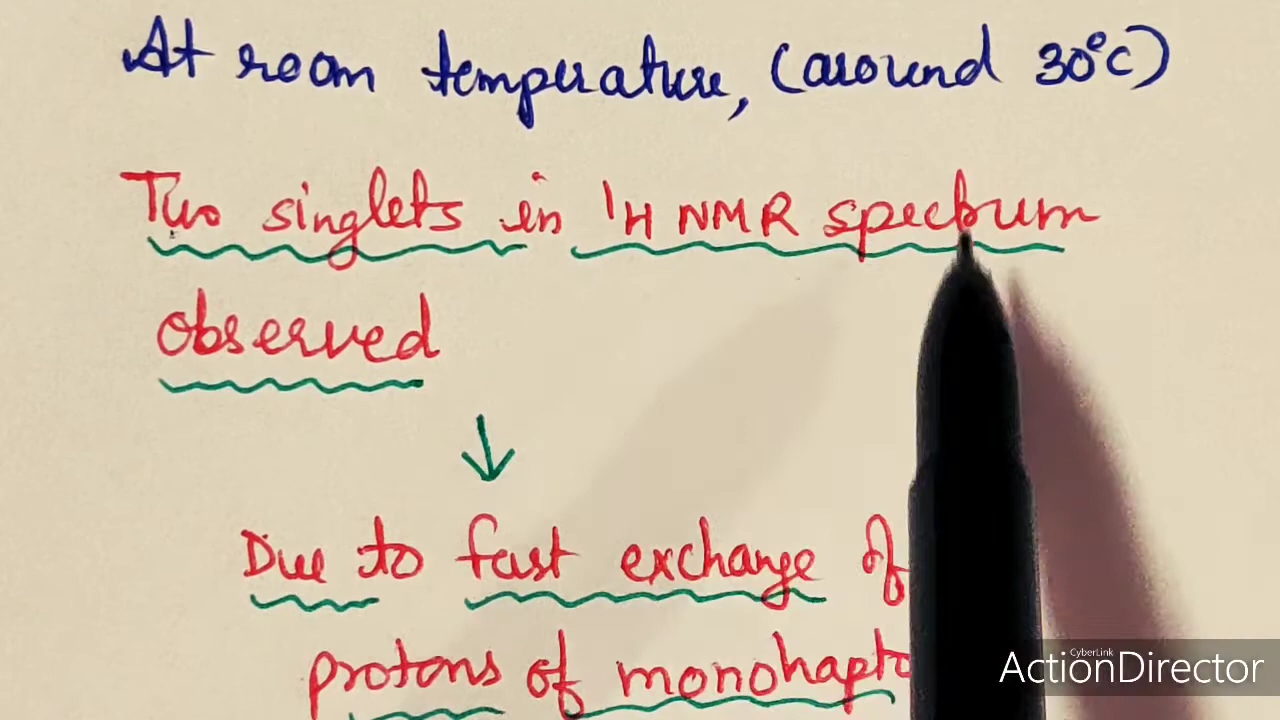 At room temperature, (around 30°C)
Two singlets in ¹H NMR spectrum
observed
↓
Due to fast exchange of
protons of monohapto
CyberLink
ActionDirector